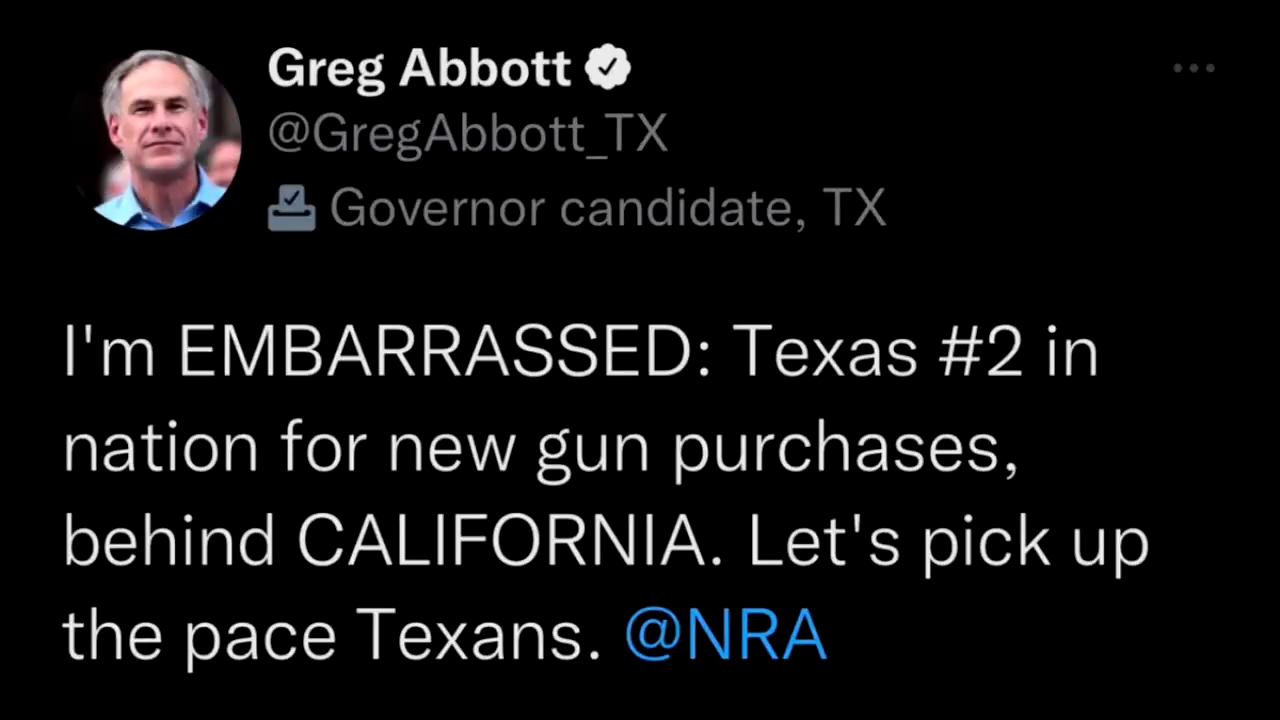 Greg Abbott
@GregAbbott_TX
Governor candidate, TX
I'm EMBARRASSED: Texas #2 in
nation for new gun purchases,
behind CALIFORNIA. Let's pick up
the pace Texans. @NRA